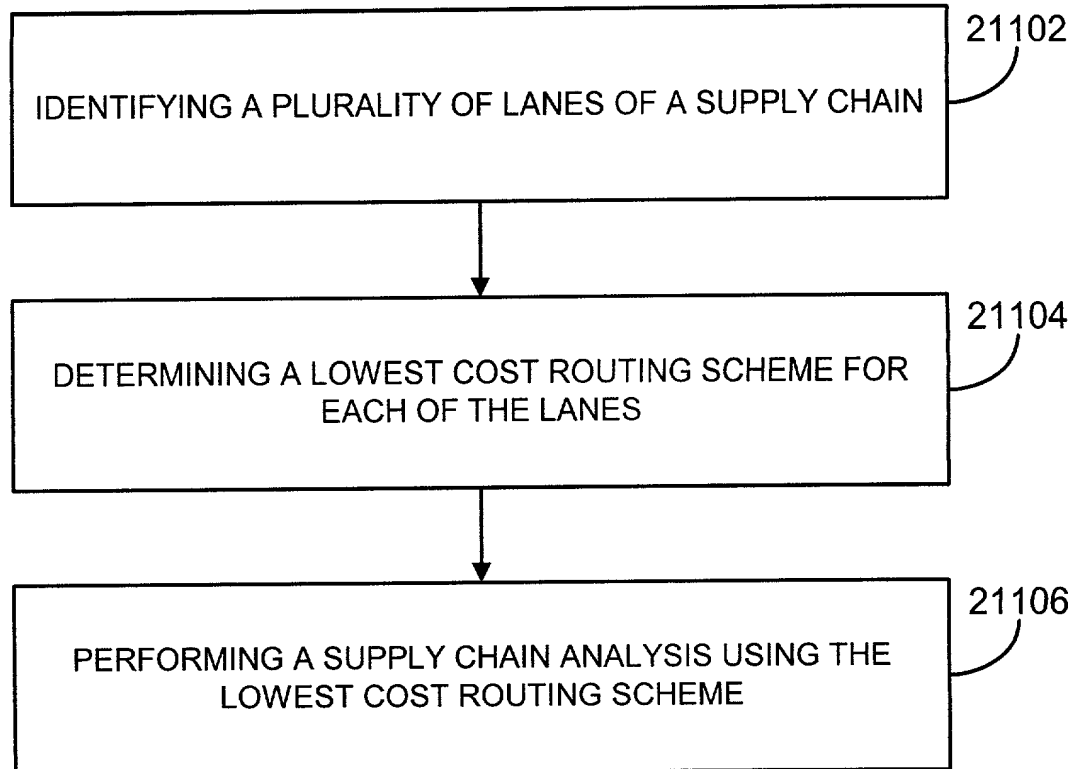 21102
IDENTIFYING A PLURALITY OF LANES OF A SUPPLY CHAIN
21104
DETERMINING A LOWEST COST ROUTING SCHEME FOR
EACH OF THE LANES
21106
PERFORMING A SUPPLY CHAIN ANALYSIS USING THE
LOWEST COST ROUTING SCHEME